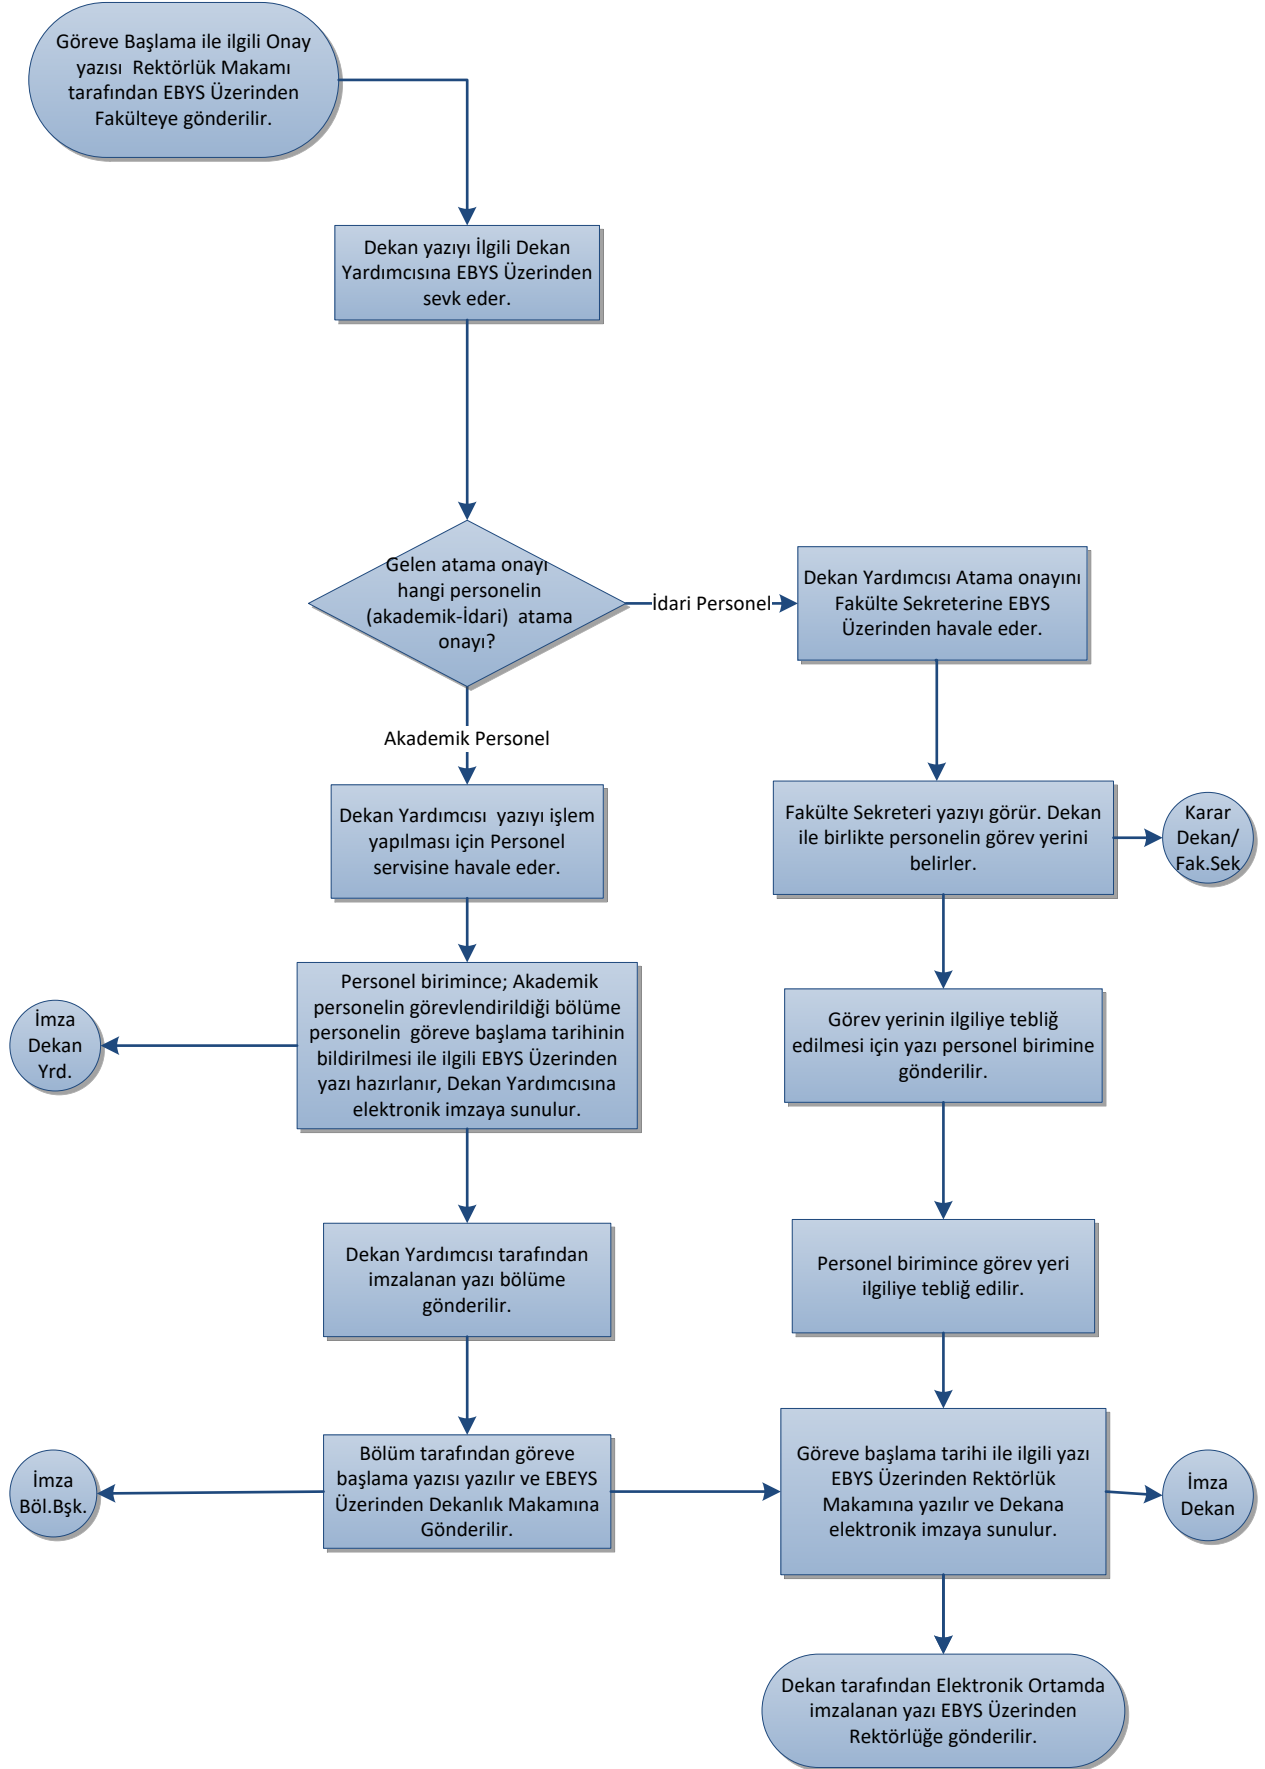 Göreve Başlama ile ilgili Onay
yazısı Rektörlük Makamı
tarafından EBYS Üzerinden
Fakülteye gönderilir.
Dekan yazıyı İlgili Dekan
Yardımcısına EBYS Üzerinden
sevk eder.
Gelen atama onayı
hangi personelin
(akademik-İdari) atama
onayı?
İdari Personel
Dekan Yardımcısı Atama onayını
Fakülte Sekreterine EBYS
Üzerinden havale eder.
Akademik Personel
Dekan Yardımcısı yazıyı işlem
yapılması için Personel
servisine havale eder.
Fakülte Sekreteri yazıyı görür. Dekan
ile birlikte personelin görev yerini
belirler.
Karar
Dekan/
Fak.Sek
Personel birimince; Akademik
personelin görevlendirildiği bölüme
personelin göreve başlama tarihinin
bildirilmesi ile ilgili EBYS Üzerinden
yazı hazırlanır, Dekan Yardımcısına
elektronik imzaya sunulur.
İmza
Dekan
Yrd.
Görev yerinin ilgiliye tebliğ
edilmesi için yazı personel birimine
gönderilir.
Dekan Yardımcısı tarafından
imzalanan yazı bölüme
gönderilir.
Personel birimince görev yeri
ilgiliye tebliğ edilir.
İmza
Böl.Bşk.
Bölüm tarafından göreve
başlama yazısı yazılır ve EBEYS
Üzerinden Dekanlık Makamına
Gönderilir.
Göreve başlama tarihi ile ilgili yazı
EBYS Üzerinden Rektörlük
Makamına yazılır ve Dekana
elektronik imzaya sunulur.
İmza
Dekan
Dekan tarafından Elektronik Ortamda
imzalanan yazı EBYS Üzerinden
Rektörlüğe gönderilir.